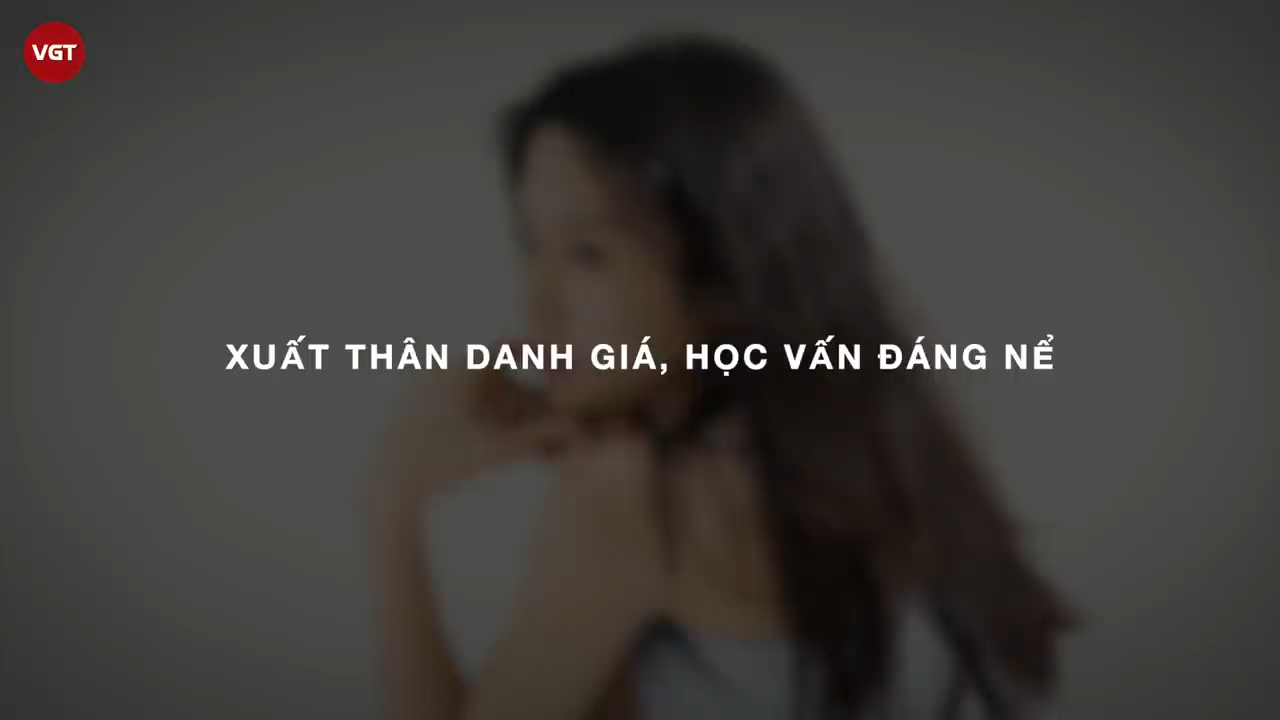 VGT
XUẤT THÂN DANH GIÁ, HỌC VẤN ĐÁNG NỂ